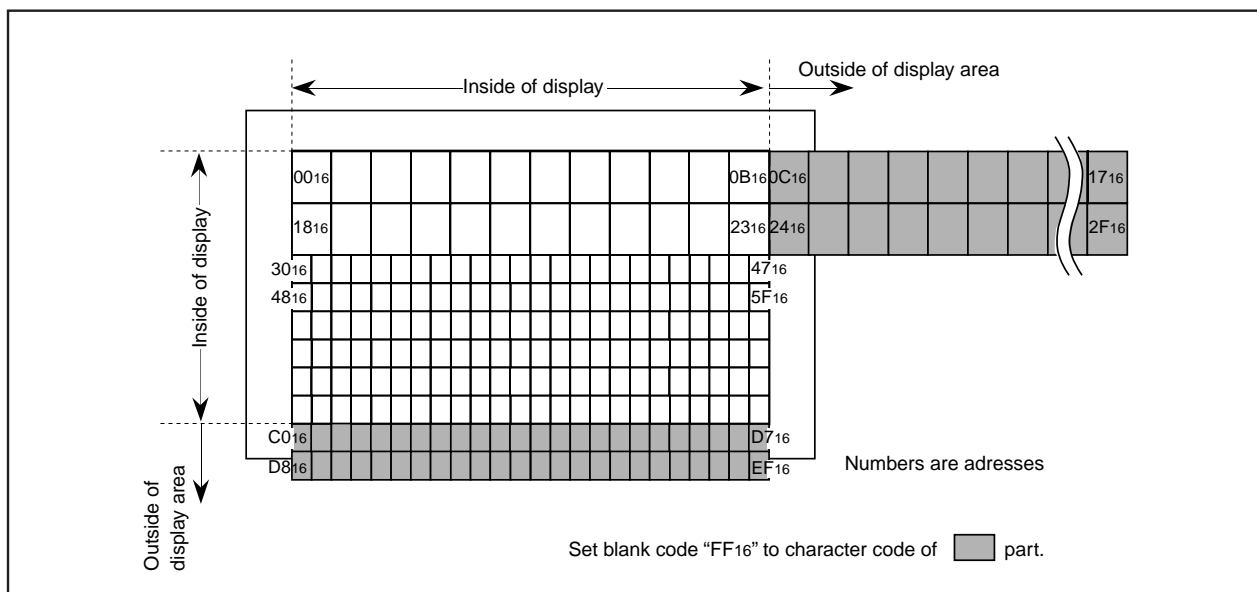 Inside of display
Outside of display area
0016 0B16 0C16 1716
1816 2316 2416 2F16
Inside of display
3016 4716
4816 5F16
C016 D716
D816 EF16
Outside of
display area
Numbers are adresses
Set blank code “FF16” to character code of part.